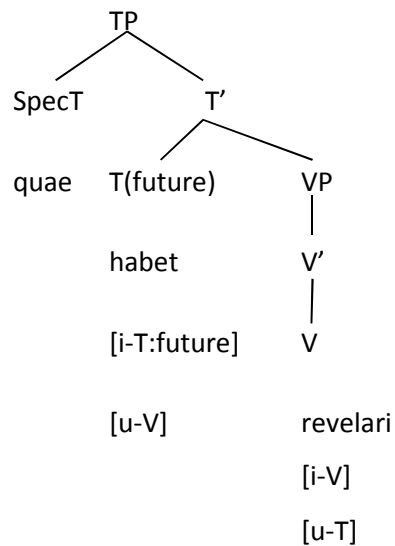 TP
SpecT T’
quae T(future) VP
habet V’
[i-T:future] V
[u-V] revelari
[i-V]
[u-T]